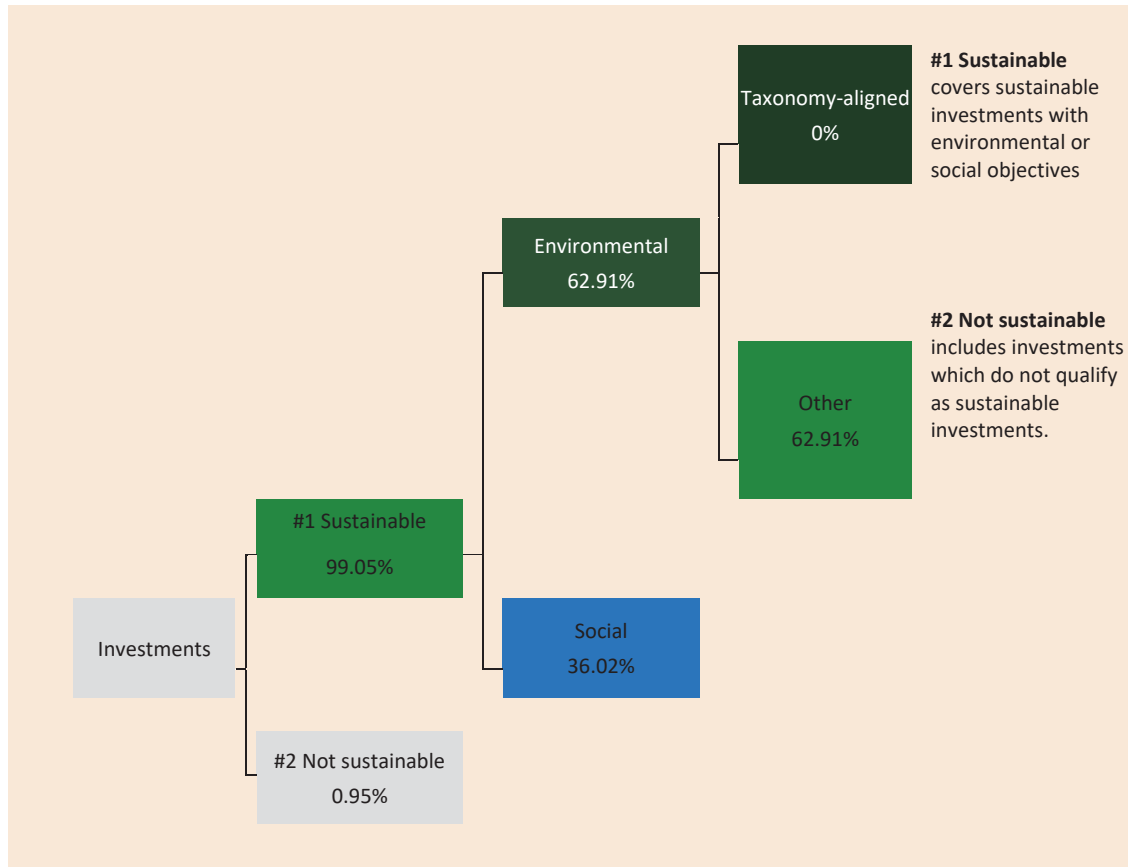 Taxonomy-aligned
0%
#1 Sustainable
covers sustainable
investments with
environmental or
social objectives
Environmental
62.91%
#2 Not sustainable
includes investments
which do not qualify
as sustainable
investments.
Other
62.91%
#1 Sustainable
99.05%
Investments
Social
36.02%
#2 Not sustainable
0.95%